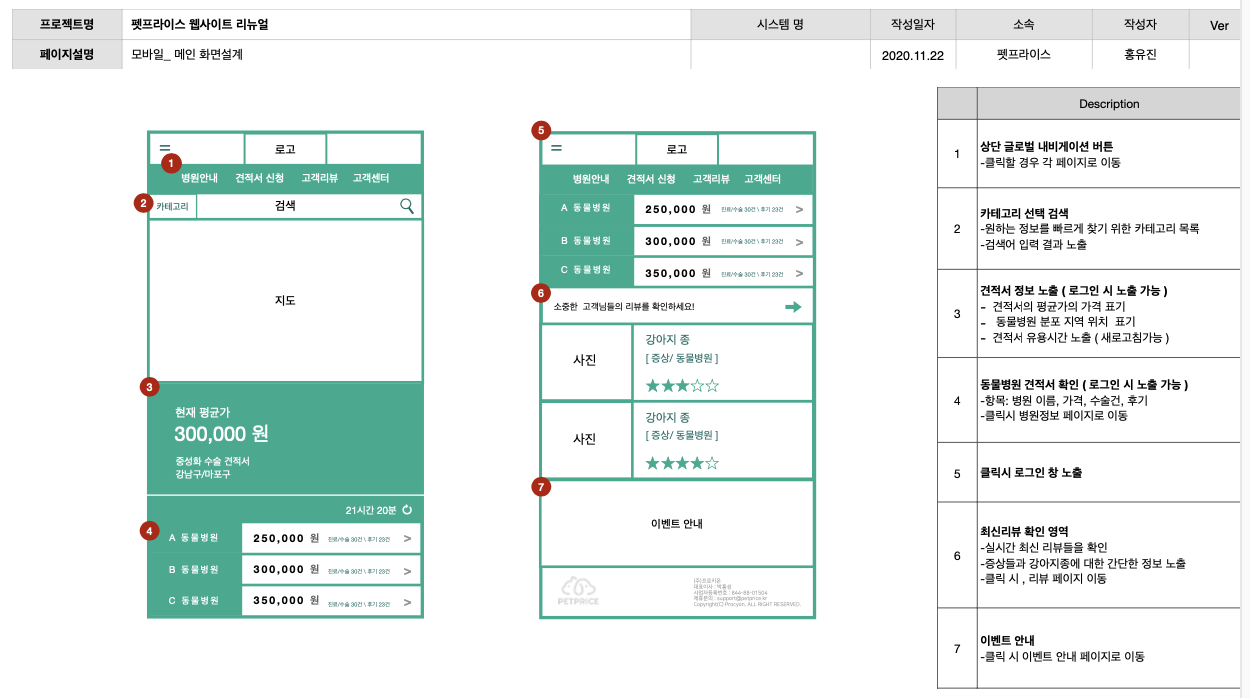 프로젝트명 펫프라이스 웹사이트 리뉴얼 시스템 명 작성일자 소속 작성자 Ver
페이지설명 모바일_ 메인 화면설계 2020.11.22 펫프라이스 홍유진
1
로고
병원안내 견적서 신청 고객리뷰 고객센터
2
카테고리 검색
지도
3
현재 평균가
300,000 원
중성화 수술 견적서
강남구/마포구
21시간 20분
4
A 동물병원 250,000 원 진료/수술 30건 \ 후기 23건 >
B 동물병원 300,000 원 진료/수술 30건 \ 후기 23건 >
C 동물병원 350,000 원 진료/수술 30건 \ 후기 23건 >
5
로고
병원안내 견적서 신청 고객리뷰 고객센터
A 동물병원 250,000 원 진료/수술 30건 \ 후기 23건 >
B 동물병원 300,000 원 진료/수술 30건 \ 후기 23건 >
C 동물병원 350,000 원 진료/수술 30건 \ 후기 23건 >
6
소중한 고객님들의 리뷰를 확인하세요!
사진
강아지 종
[ 증상/ 동물병원 ]
★★★☆☆
사진
강아지 종
[ 증상/ 동물병원 ]
★★★★☆
7
이벤트 안내
PETPRICE
사업자등록번호 : 844-88-01504
제휴문의 : support@petprice.kr
Copyright(C) Procyon. ALL RIGHT RESERVED.
Description
1 상단 글로벌 내비게이션 버튼
-클릭할 경우 각 페이지로 이동
2 카테고리 선택 검색
-원하는 정보를 빠르게 찾기 위한 카테고리 목록
-검색어 입력 결과 노출
3 견적서 정보 노출 ( 로그인 시 노출 가능 )
- 견적서의 평균가의 가격 표기
- 동물병원 분포 지역 위치 표기
- 견적서 유용시간 노출 ( 새로고침가능 )
4 동물병원 견적서 확인 ( 로그인 시 노출 가능 )
-항목: 병원 이름, 가격, 수술건, 후기
-클릭시 병원정보 페이지로 이동
5 클릭시 로그인 창 노출
6 최신리뷰 확인 영역
-실시간 최신 리뷰들을 확인
-증상들과 강아지종에 대한 간단한 정보 노출
-클릭 시 , 리뷰 페이지 이동
7 이벤트 안내
-클릭 시 이벤트 안내 페이지로 이동